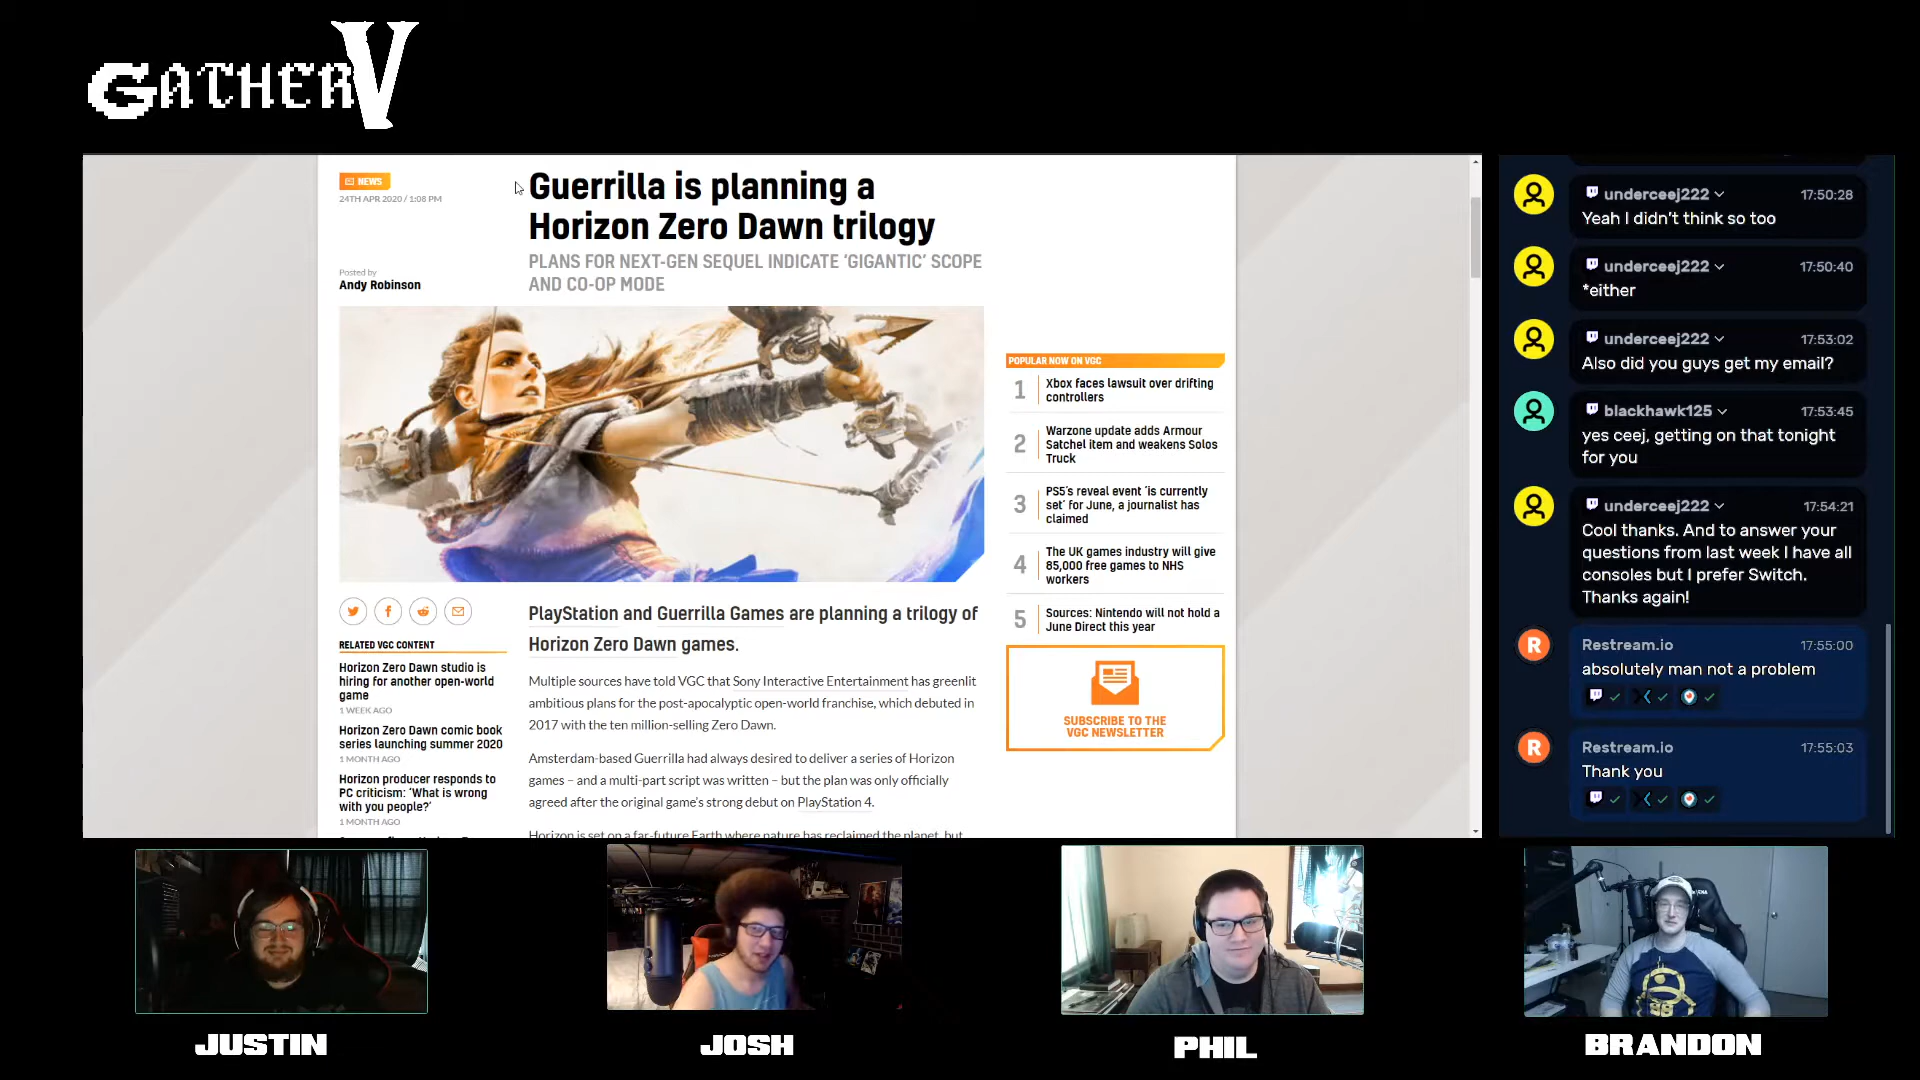 GATHERV
NEWS
24TH APR 2020 / 1:08 PM
Guerrilla is planning a
Horizon Zero Dawn trilogy
PLANS FOR NEXT-GEN SEQUEL INDICATE ‘GIGANTIC’ SCOPE
AND CO-OP MODE
Posted by
Andy Robinson
PlayStation and Guerrilla Games are planning a trilogy of
Horizon Zero Dawn games.
Multiple sources have told VGC that Sony Interactive Entertainment has greenlit
ambitious plans for the post-apocalyptic open-world franchise, which debuted in
2017 with the ten million-selling Zero Dawn.
Amsterdam-based Guerrilla had always desired to deliver a series of Horizon
games – and a multi-part script was written – but the plan was only officially
agreed after the original game’s strong debut on PlayStation 4.
Horizon is set on a far-future Earth where nature has reclaimed the planet, but
RELATED VGC CONTENT
Horizon Zero Dawn studio is
hiring for another open-world
game
1 WEEK AGO
Horizon Zero Dawn comic book
series launching summer 2020
1 MONTH AGO
Horizon producer responds to
PC criticism: ‘What is wrong
with you people?’
1 MONTH AGO
POPULAR NOW ON VGC
1 Xbox faces lawsuit over drifting
controllers
2 Warzone update adds Armour
Satchel item and weakens Solos
Truck
3 PS5’s reveal event ‘is currently
set’ for June, a journalist has
claimed
4 The UK games industry will give
85,000 free games to NHS
workers
5 Sources: Nintendo will not hold a
June Direct this year
SUBSCRIBE TO THE
VGC NEWSLETTER
underceej222 17:50:28
Yeah I didn't think so too
underceej222 17:50:40
*either
underceej222 17:53:02
Also did you guys get my email?
blackhawk125 17:53:45
yes ceej, getting on that tonight
for you
underceej222 17:54:21
Cool thanks. And to answer your
questions from last week I have all
consoles but I prefer Switch.
Thanks again!
R Restream.io 17:55:00
absolutely man not a problem
R Restream.io 17:55:03
Thank you
JUSTIN
JOSH
PHIL
BRANDON